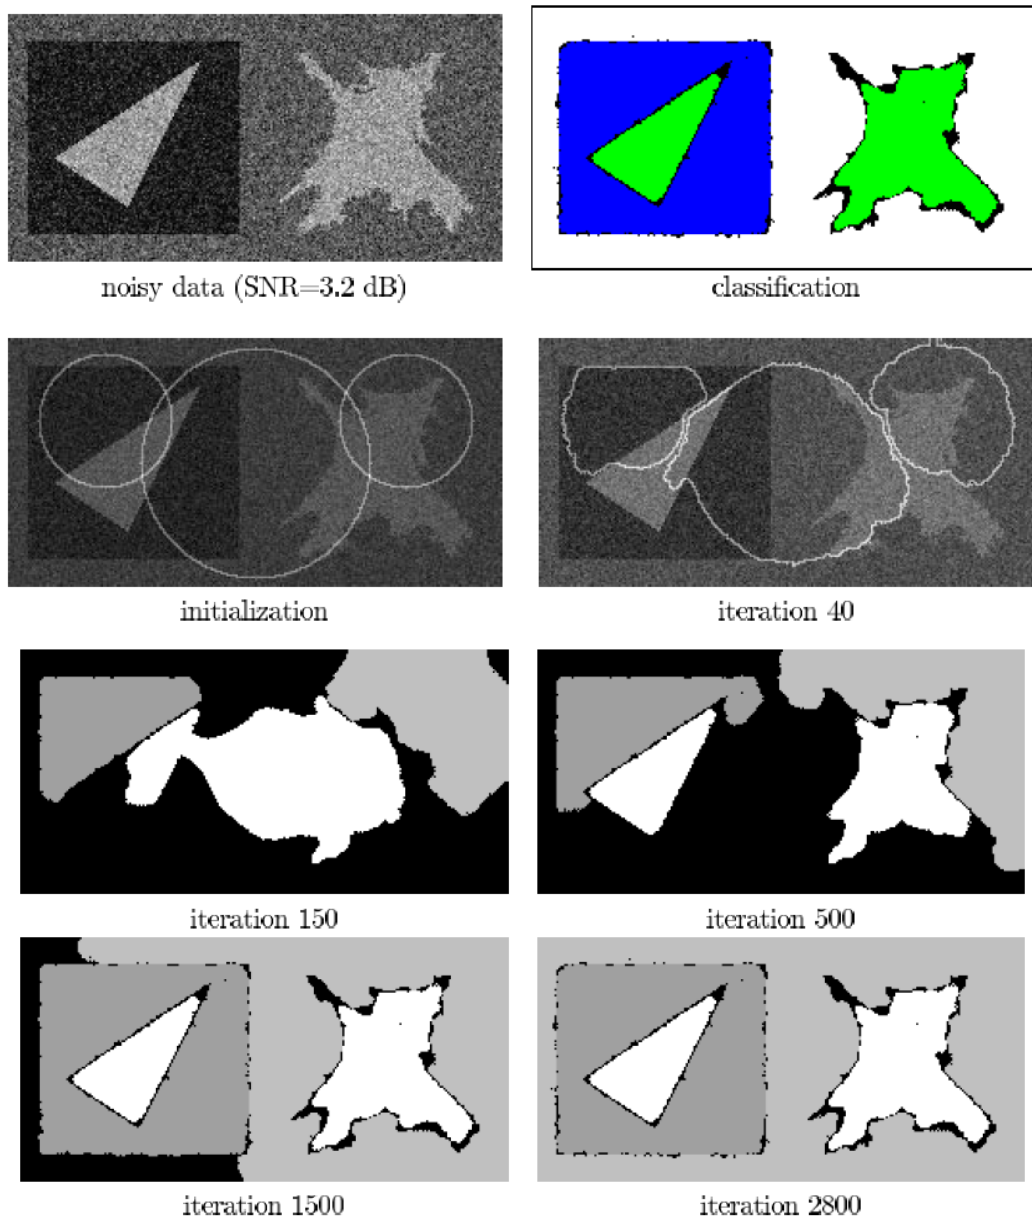 noisy data (SNR=3.2 dB)
classification
initialization
iteration 40
iteration 150
iteration 500
iteration 1500
iteration 2800